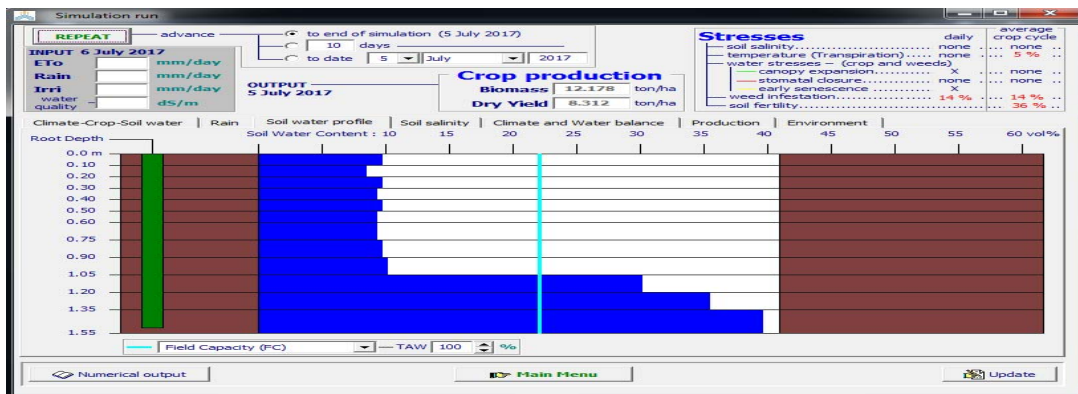 Simulation run
REPEAT
advance
to end of simulation (5 July 2017)
10 days
to date 5 July 2017
INPUT 6 July 2017
ETo mm/day
Rain mm/day
Irri mm/day
water quality dS/m
OUTPUT
5 July 2017
Crop production
Biomass 12.178 ton/ha
Dry Yield 8.312 ton/ha
Stresses daily average crop cycle
soil salinity............................ none .... none ..
temperature (Transpiration)..... none .... 5 % ..
water stresses – (crop and weeds)
canopy expansion.................. X .... none ..
stomatal closure............ none .... none ..
early senescence .......... X
weed infestation................... 14 % .. 14 % ..
soil fertility............................ 36 % ..
Climate-Crop-Soil water | Rain | Soil water profile | Soil salinity | Climate and Water balance | Production | Environment |
Root Depth
Soil Water Content : 10 15 20 25 30 35 40 45 50 55 60 vol%
0.0 m
0.10
0.20
0.30
0.40
0.50
0.60
0.75
0.90
1.05
1.20
1.35
1.55
Field Capacity (FC) TAW 100 %
Numerical output
Main Menu
Update